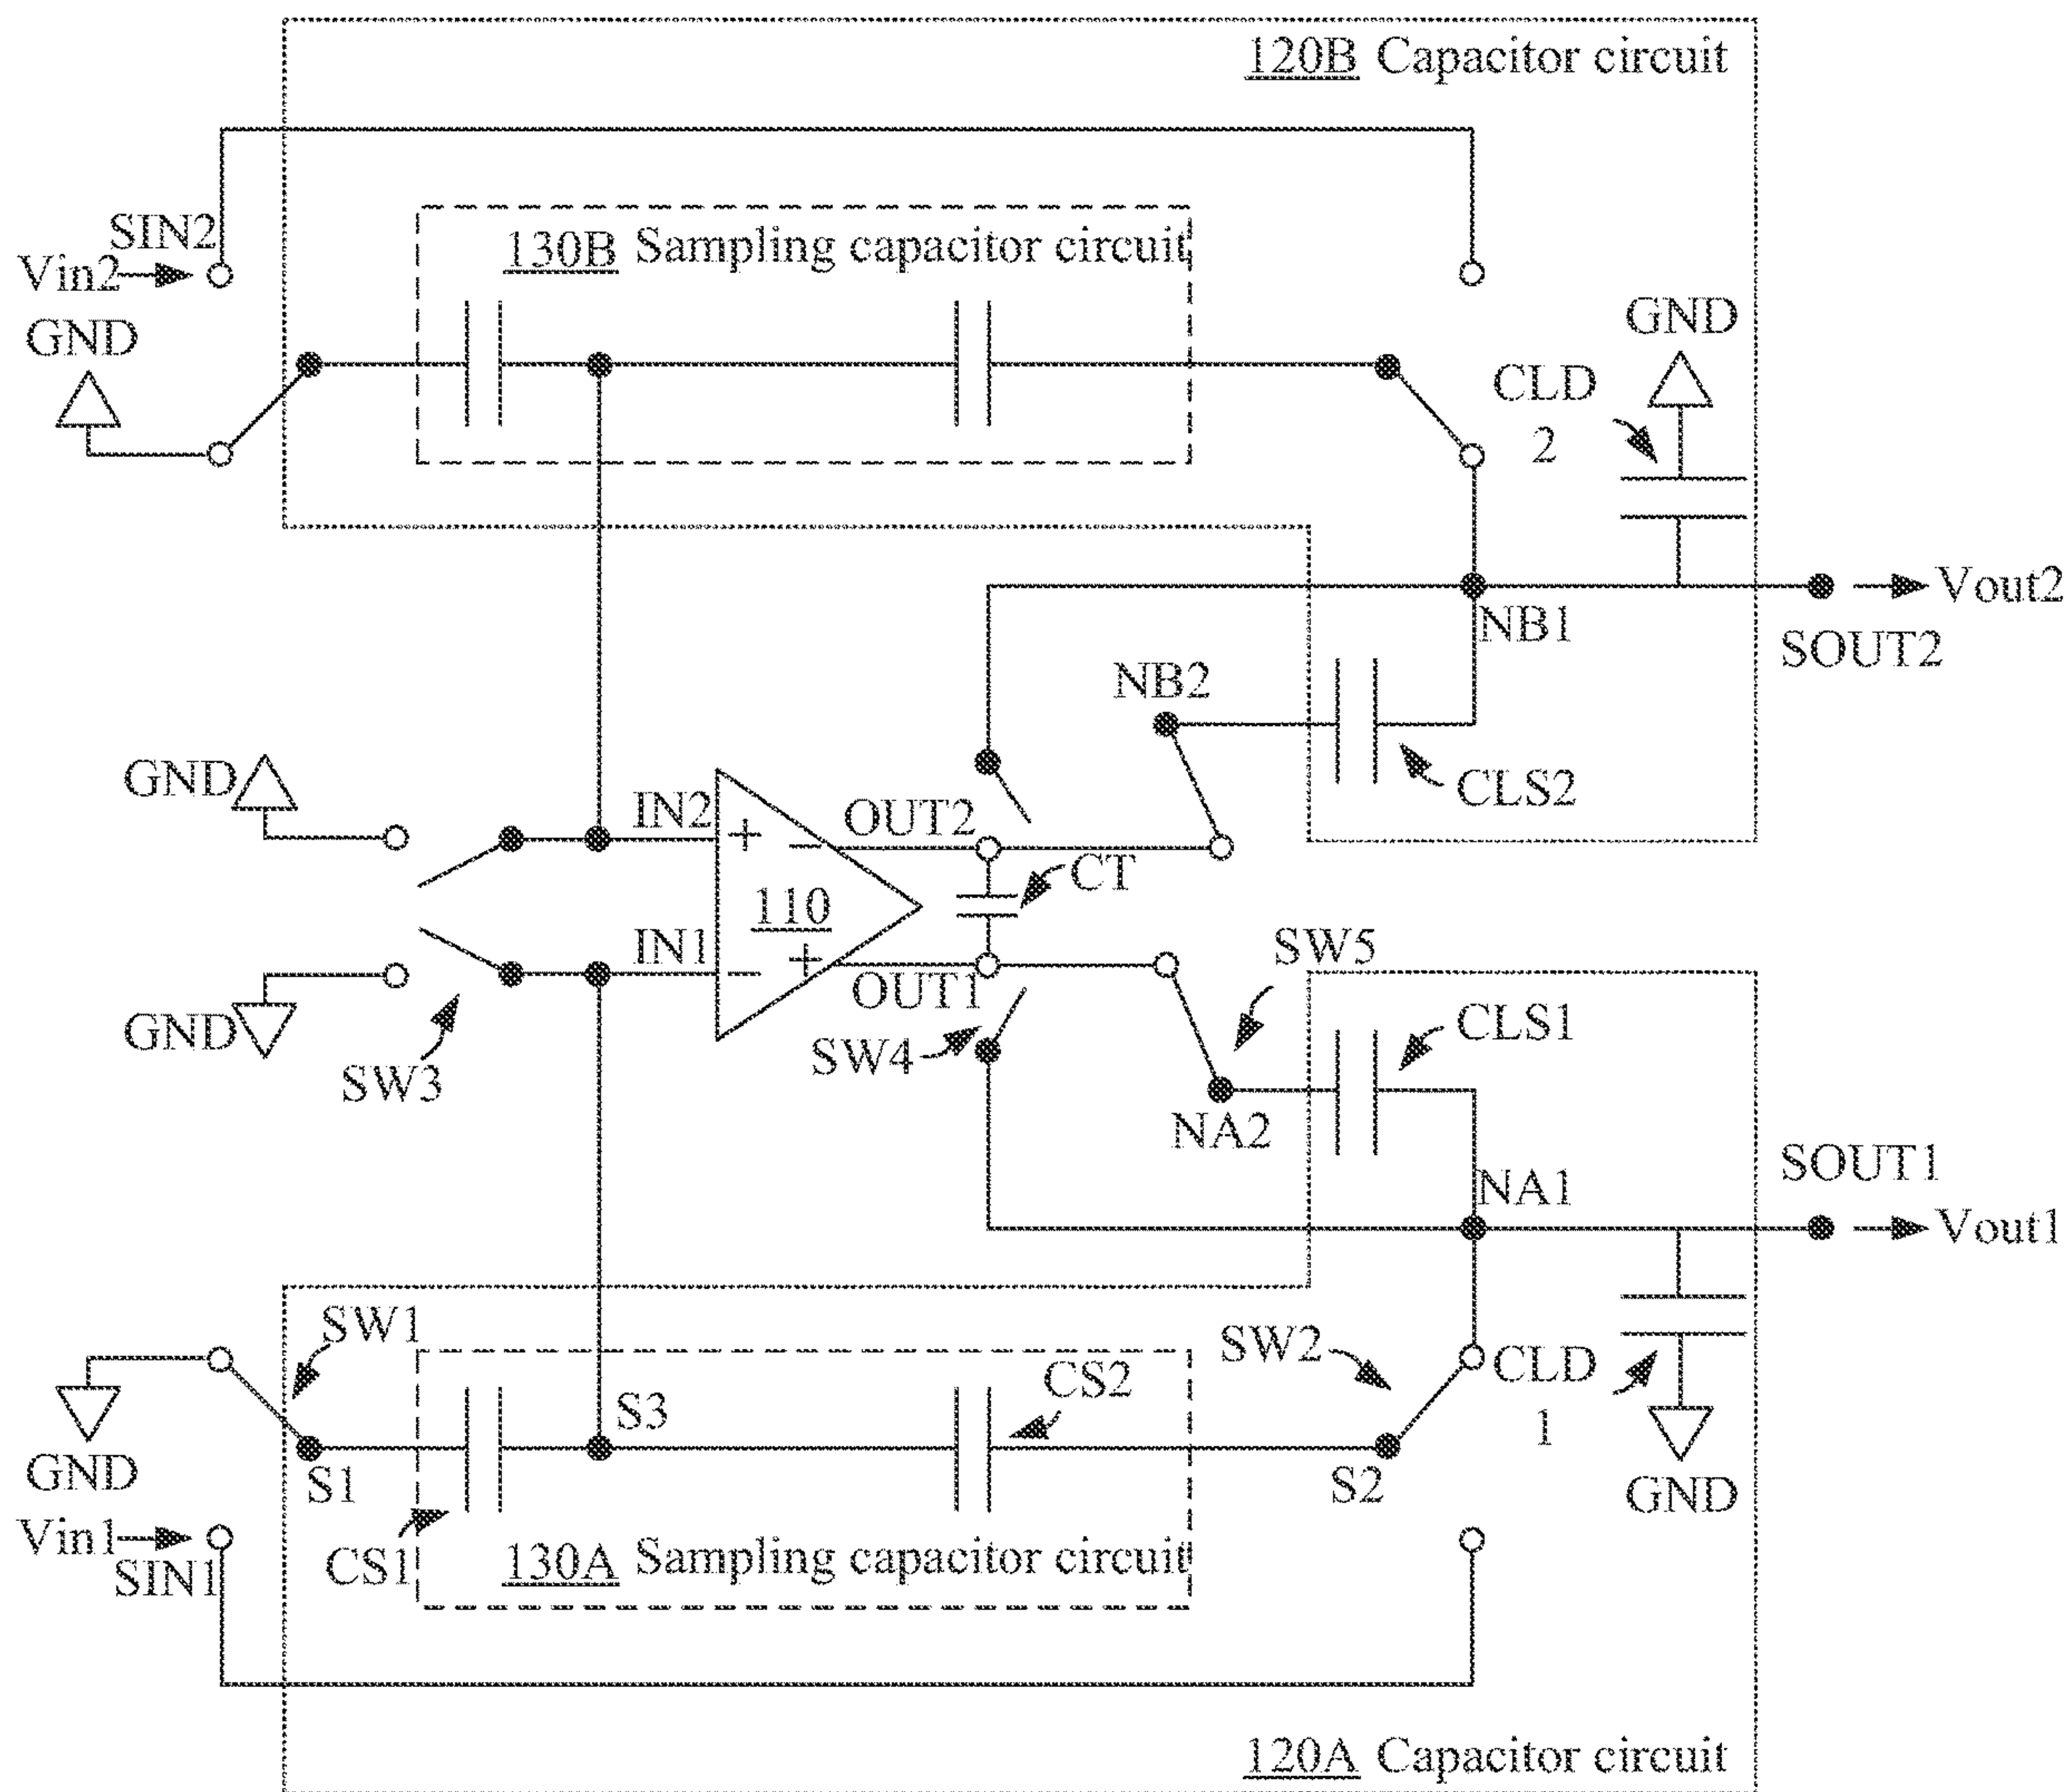 120B Capacitor circuit
SIN2
Vin2
130B Sampling capacitor circuit
GND
GND
CLD
2
Vout2
NB1
SOUT2
NB2
GND
CLS2
IN2
+
−
OUT2
CT
110
IN1
−
+
OUT1
SW5
GND
SW3
SW4
CLS1
NA2
SOUT1
NA1
Vout1
SW1
SW2
CS2
CLD
1
S3
GND
S1
S2
GND
Vin1
SIN1
CS1
130A Sampling capacitor circuit
120A Capacitor circuit